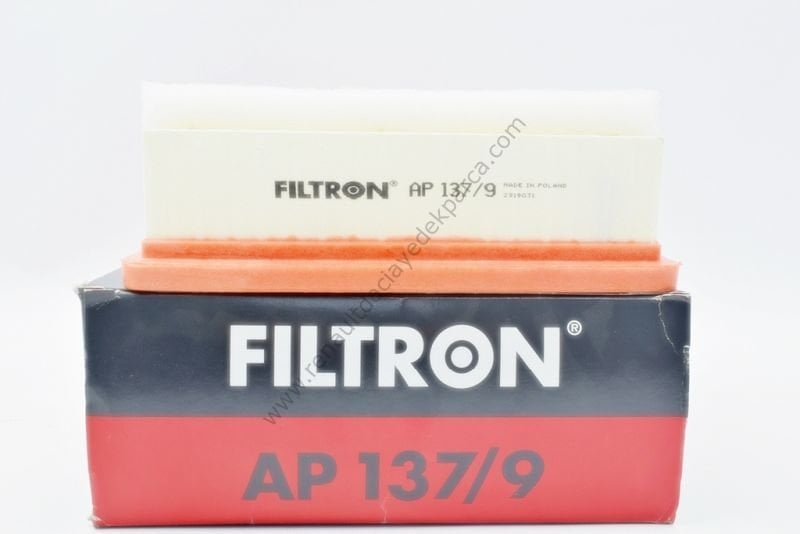 FILTRON® AP 137/9 MADE IN POLAND
2319031
FILTRON®
AP 137/9
www.renaultdaciayedekparca.com